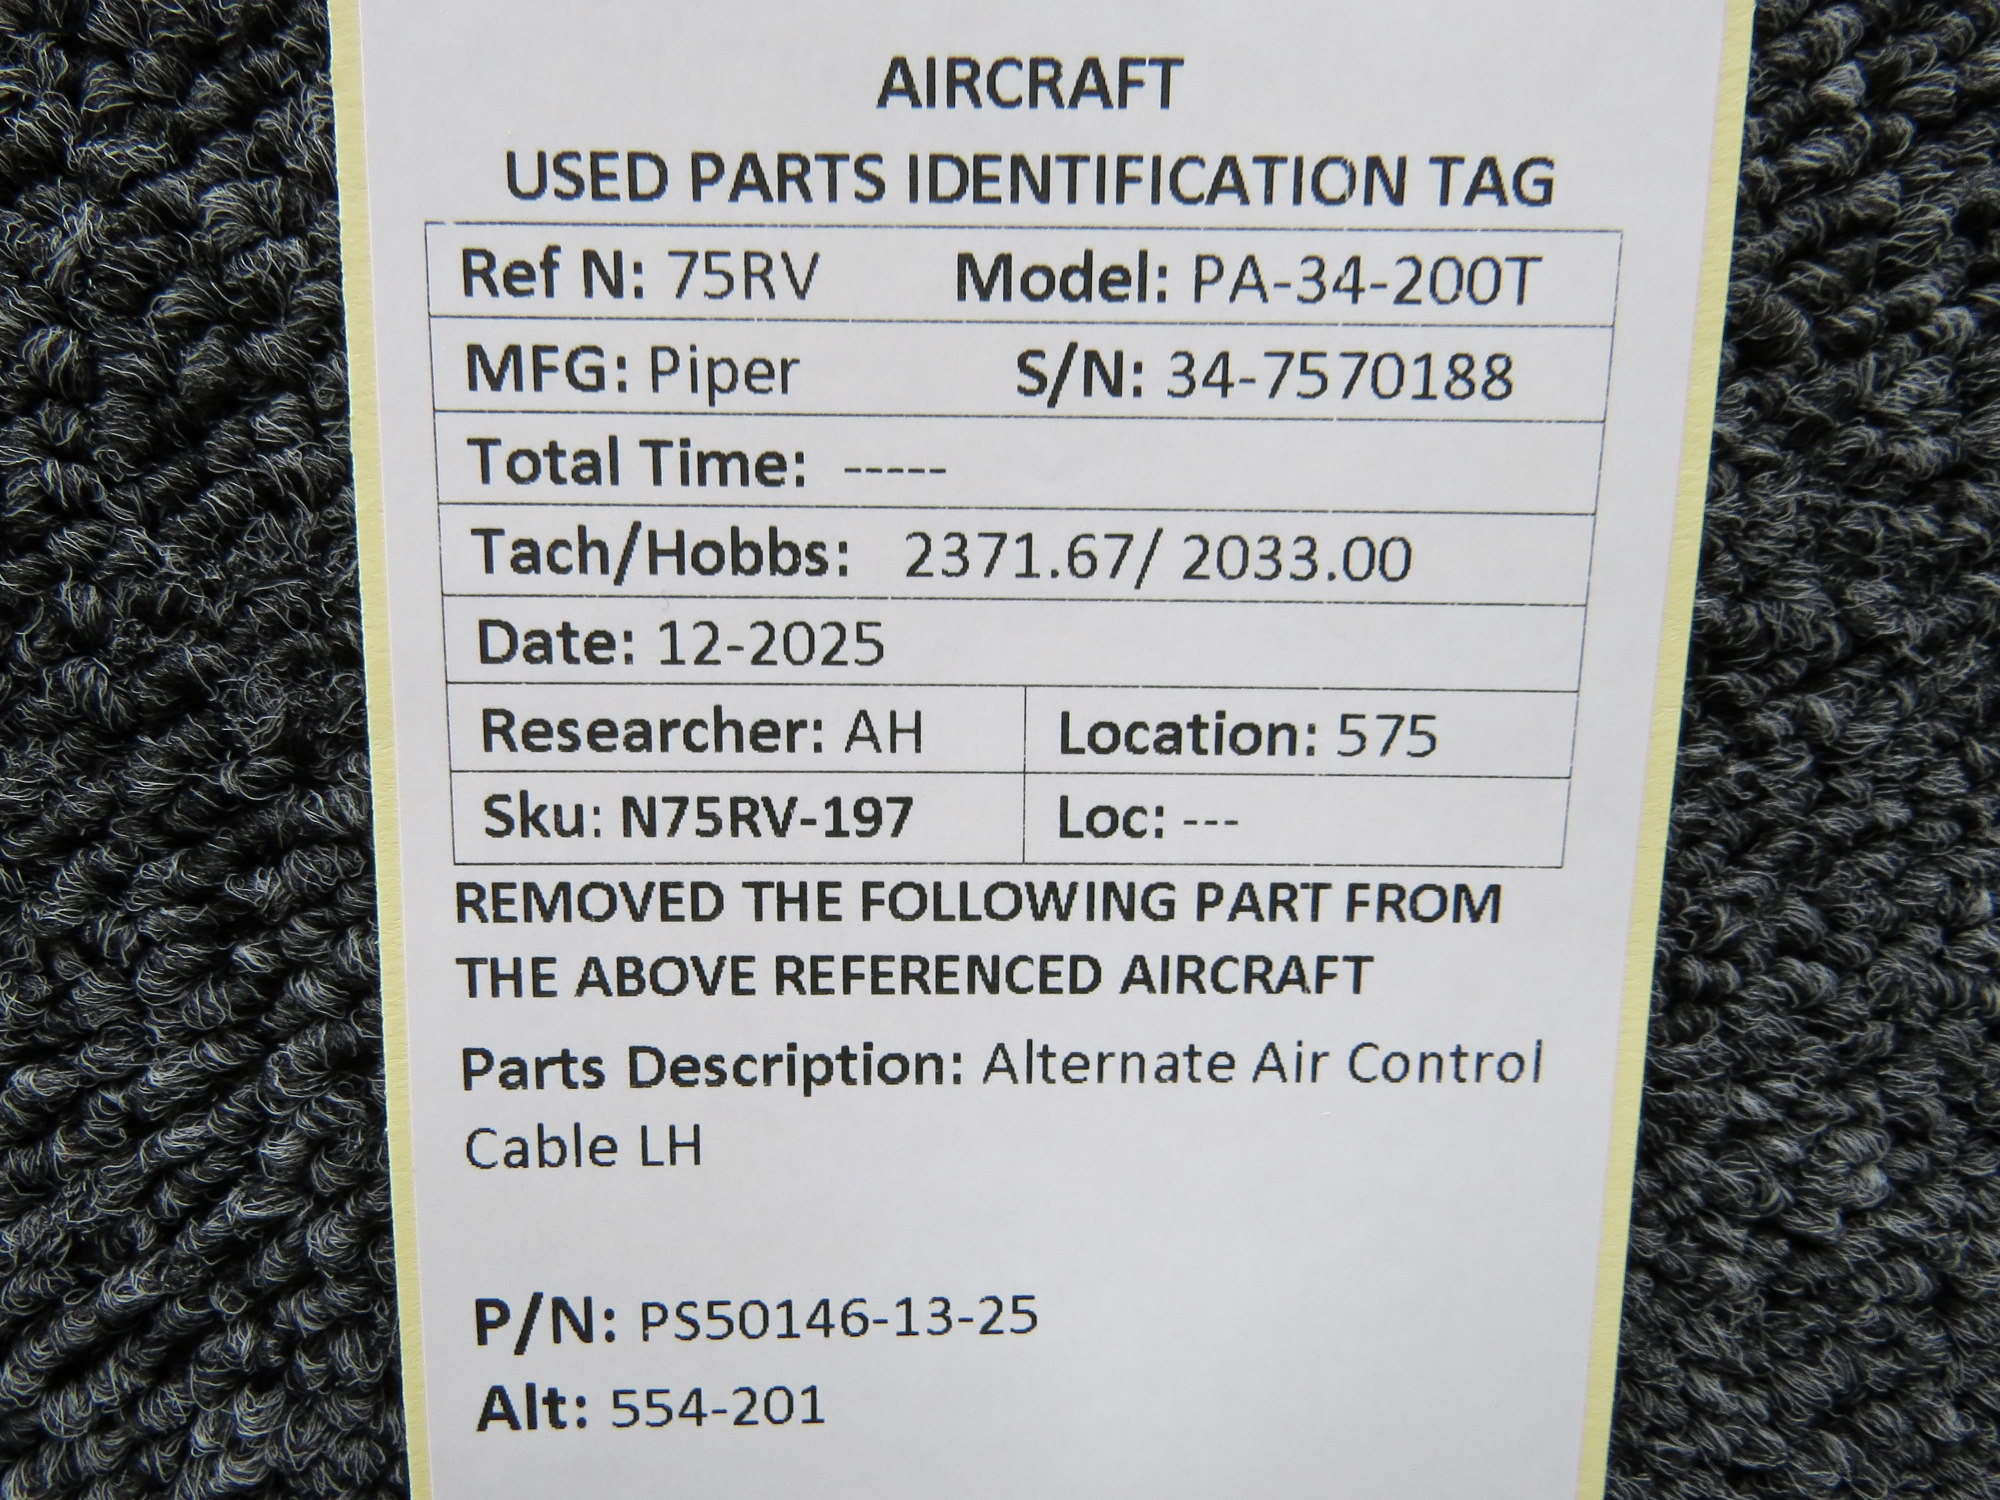 AIRCRAFT
USED PARTS IDENTIFICATION TAG
Ref N: 75RV Model: PA-34-200T
MFG: Piper S/N: 34-7570188
Total Time: -----
Tach/Hobbs: 2371.67/ 2033.00
Date: 12-2025
Researcher: AH Location: 575
Sku: N75RV-197 Loc: ---
REMOVED THE FOLLOWING PART FROM
THE ABOVE REFERENCED AIRCRAFT
Parts Description: Alternate Air Control
Cable LH
P/N: PS50146-13-25
Alt: 554-201